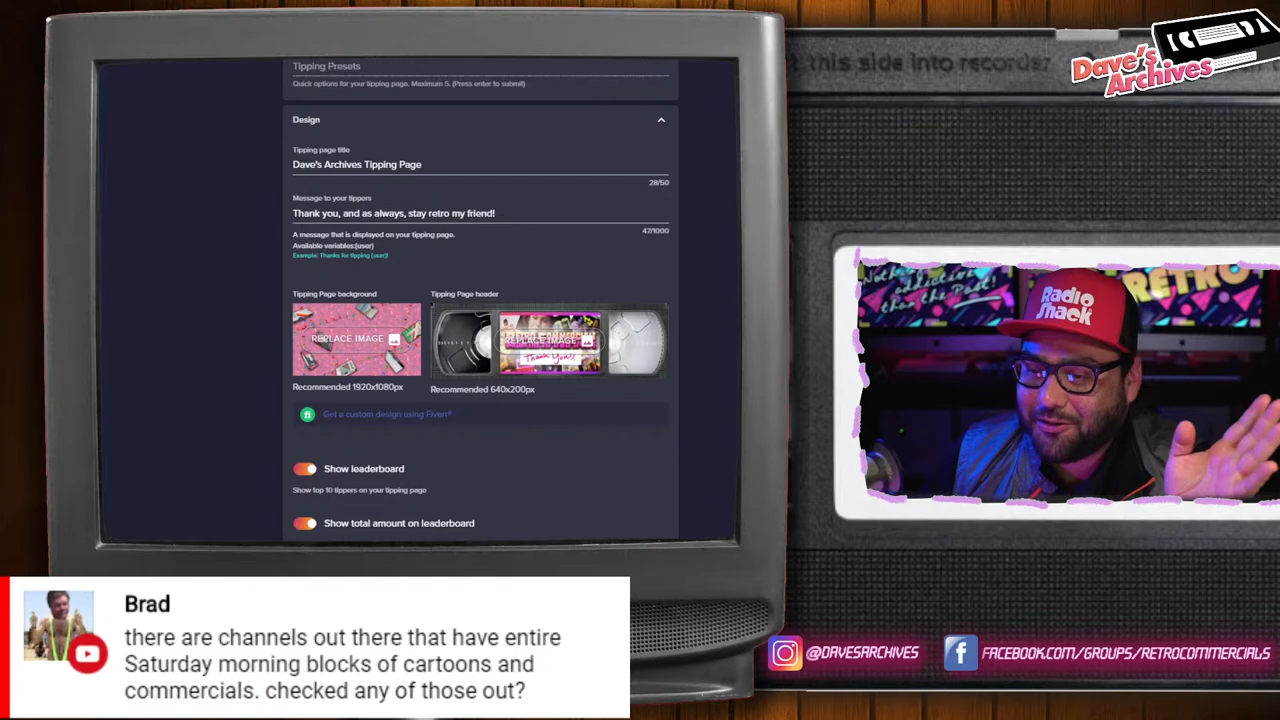 Tipping Presets
Quick options for your tipping page. Maximum 5. (Press enter to submit)
Design
Tipping page title
Dave's Archives Tipping Page
28/50
Message to your tippers
Thank you, and as always, stay retro my friend!
47/1000
A message that is displayed on your tipping page.
Available variables:{user}
Example: Thanks for tipping {user}!
Tipping Page background
Tipping Page header
REPLACE IMAGE
REPLACE IMAGE
Thank You!
Recommended 1920x1080px
Recommended 640x200px
Get a custom design using Fiverr®
Show leaderboard
Show top 10 tippers on your tipping page
Show total amount on leaderboard
Brad
there are channels out there that have entire
Saturday morning blocks of cartoons and
commercials. checked any of those out?
Dave's
Archives
this side into recorder
than the Past!
Radio
Shack
RETRO
@DAVESARCHIVES
FACEBOOK.COM/GROUPS/RETROCOMMERCIALS